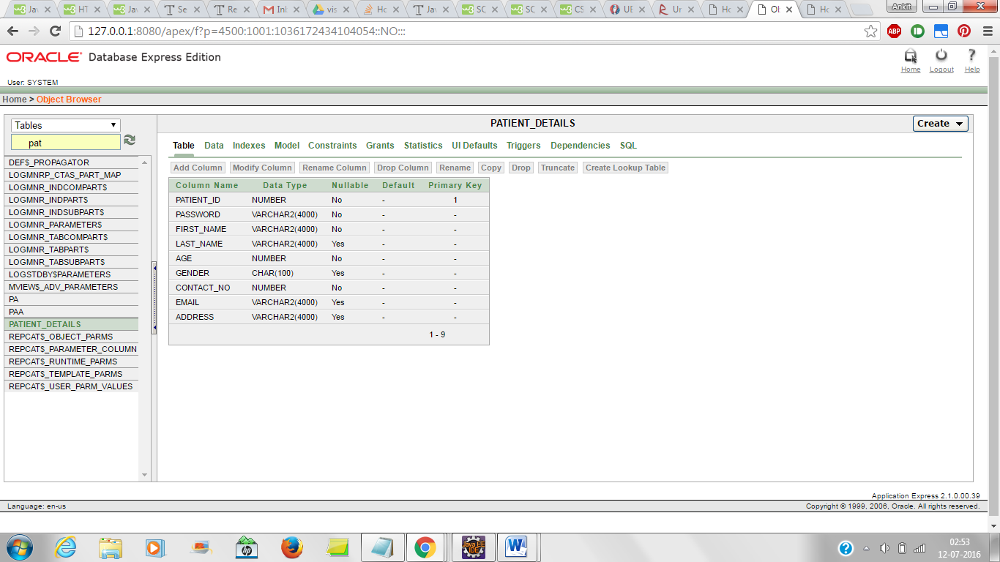 Jav HT Jav Se Re Inl vis Ho Jav SC SC CS UE Ur Ho Ol Ho Ankit
127.0.0.1:8080/apex/f?p=4500:1001:1036172434104054::NO::: ABP
ORACLE Database Express Edition
Home Logout Help
User: SYSTEM
Home > Object Browser
Tables
pat
DEF$_PROPAGATOR
LOGMNRP_CTAS_PART_MAP
LOGMNR_INDCOMPART$
LOGMNR_INDPART$
LOGMNR_INDSUBPART$
LOGMNR_PARAMETER$
LOGMNR_TABCOMPART$
LOGMNR_TABPART$
LOGMNR_TABSUBPART$
LOGSTDBY$PARAMETERS
MVIEW$_ADV_PARAMETERS
PA
PAA
PATIENT_DETAILS
REPCAT$_OBJECT_PARMS
REPCAT$_PARAMETER_COLUMN
REPCAT$_RUNTIME_PARMS
REPCAT$_TEMPLATE_PARMS
REPCAT$_USER_PARM_VALUES
PATIENT_DETAILS
Create
Table Data Indexes Model Constraints Grants Statistics UI Defaults Triggers Dependencies SQL
Add Column Modify Column Rename Column Drop Column Rename Copy Drop Truncate Create Lookup Table
Column Name Data Type Nullable Default Primary Key
PATIENT_ID NUMBER No - 1
PASSWORD VARCHAR2(4000) No - -
FIRST_NAME VARCHAR2(4000) No - -
LAST_NAME VARCHAR2(4000) Yes - -
AGE NUMBER No - -
GENDER CHAR(100) Yes - -
CONTACT_NO NUMBER No - -
EMAIL VARCHAR2(4000) Yes - -
ADDRESS VARCHAR2(4000) Yes - -
1 - 9
Application Express 2.1.0.00.39
Language: en-us Copyright © 1999, 2006, Oracle. All rights reserved.
hp Java EE IDE W 02:53
12-07-2016